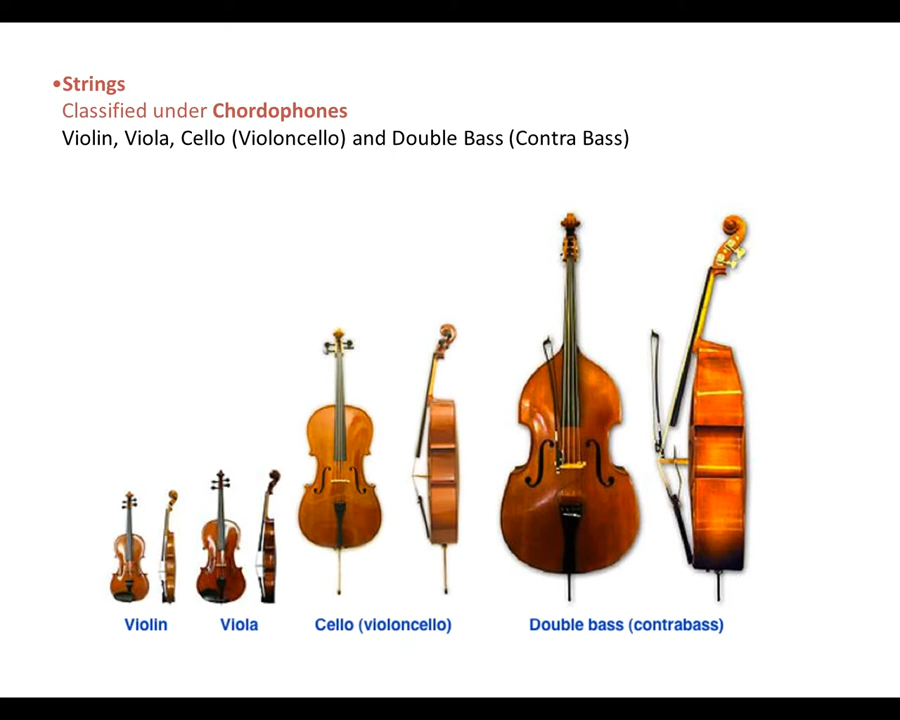 •Strings
Classified under Chordophones
Violin, Viola, Cello (Violoncello) and Double Bass (Contra Bass)
Violin
Viola
Cello (violoncello)
Double bass (contrabass)